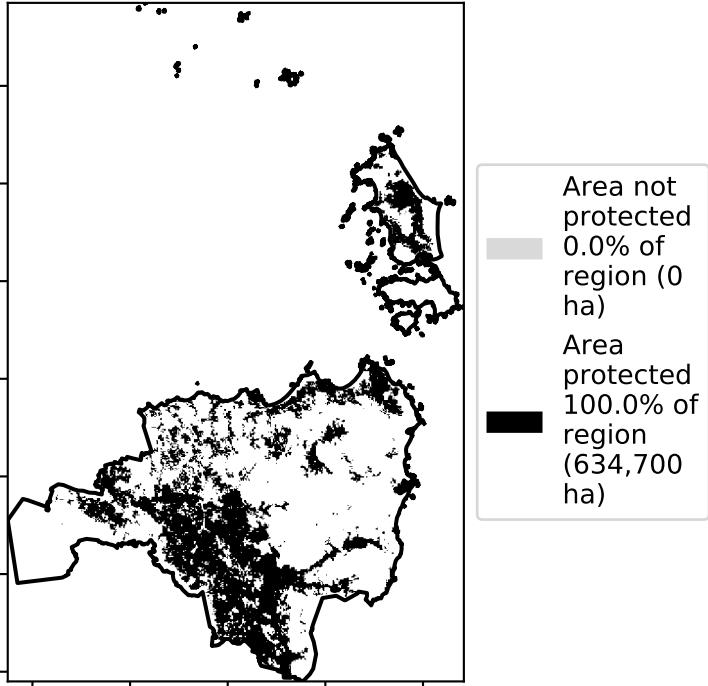 Area not
protected
0.0% of
region (0
ha)
Area
protected
100.0% of
region
(634,700
ha)